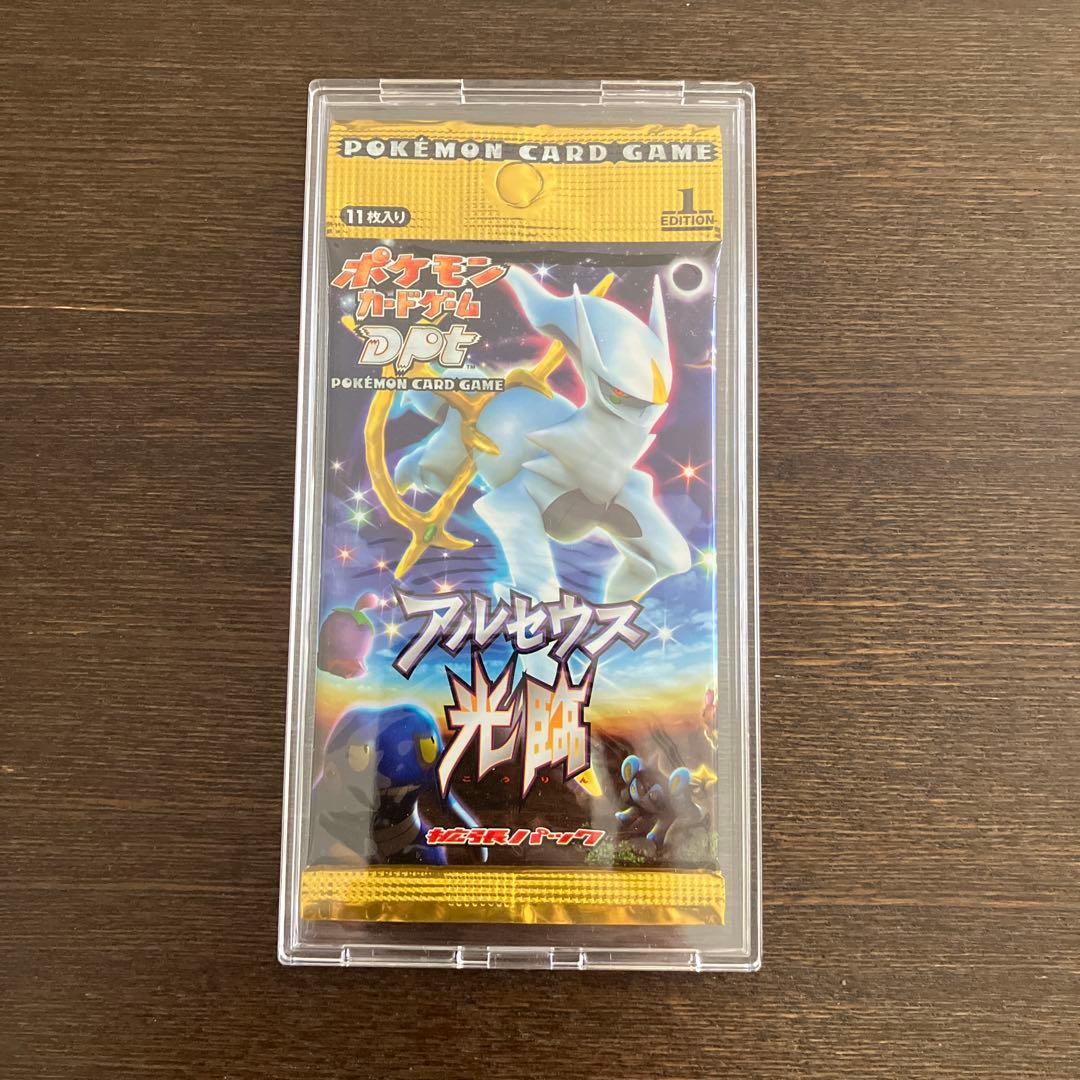 POKÉMON CARD GAME
11枚入り
1
EDITION
ポケモン
カードゲーム
DPt™
POKÉMON CARD GAME
アルセウス
光臨
こうりん
拡張パック